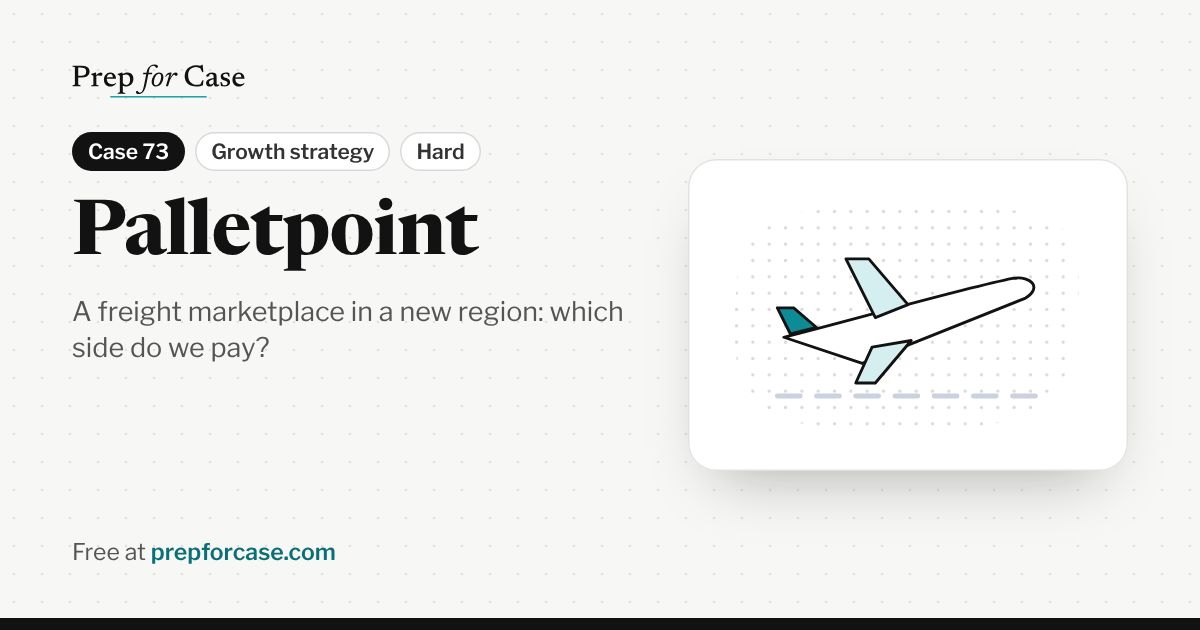 Prep for Case
Case 73
Growth strategy
Hard
Palletpoint
A freight marketplace in a new region: which
side do we pay?
Free at prepforcase.com